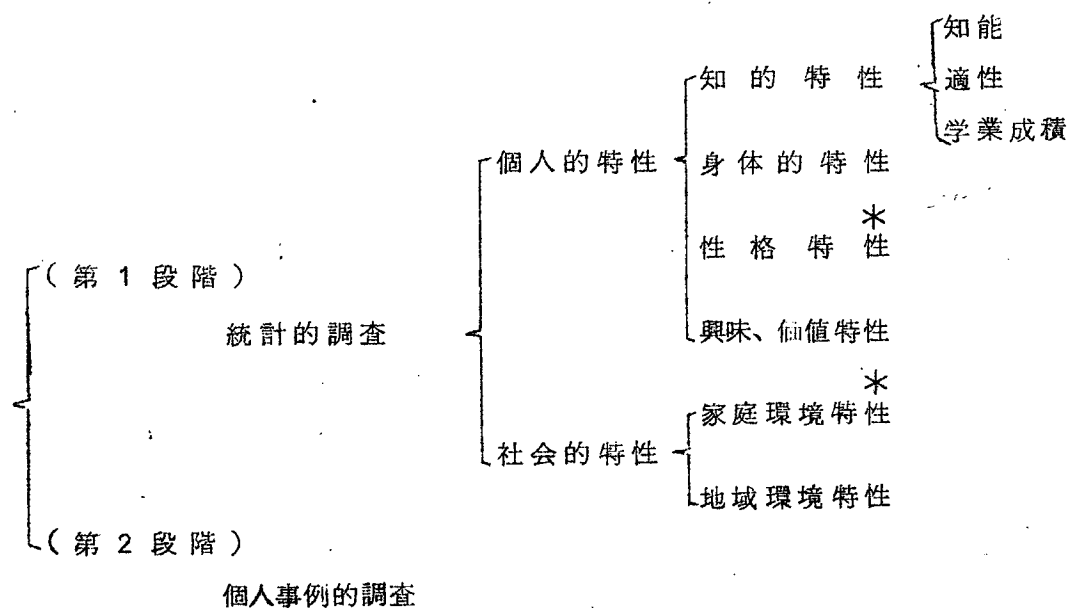 知能
知的特性
適性
学業成積
個人的特性
身体的特性
*
性格特性
(第1段階)
統計的調査
興味、価値特性
*
家庭環境特性
社会的特性
地域環境特性
(第2段階)
個人事例的調査